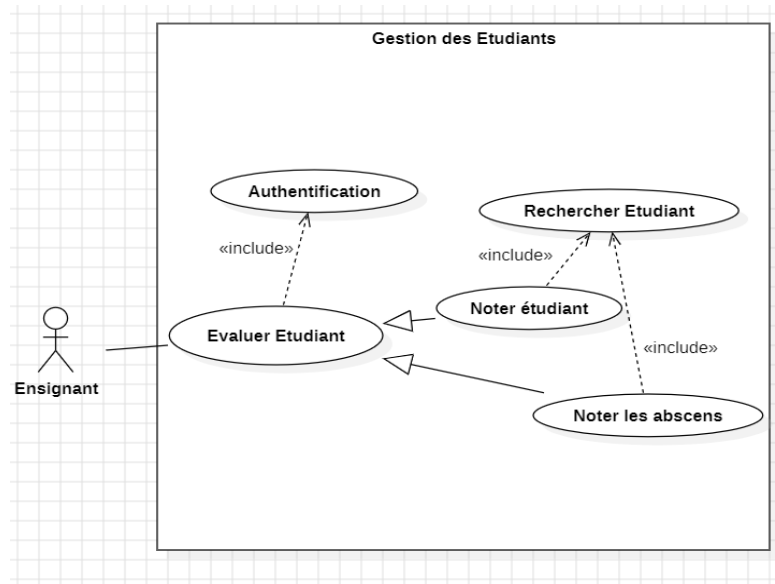 Gestion des Etudiants
Authentification
Rechercher Etudiant
«include»
«include»
Noter étudiant
Evaluer Etudiant
«include»
Ensignant
Noter les abscens